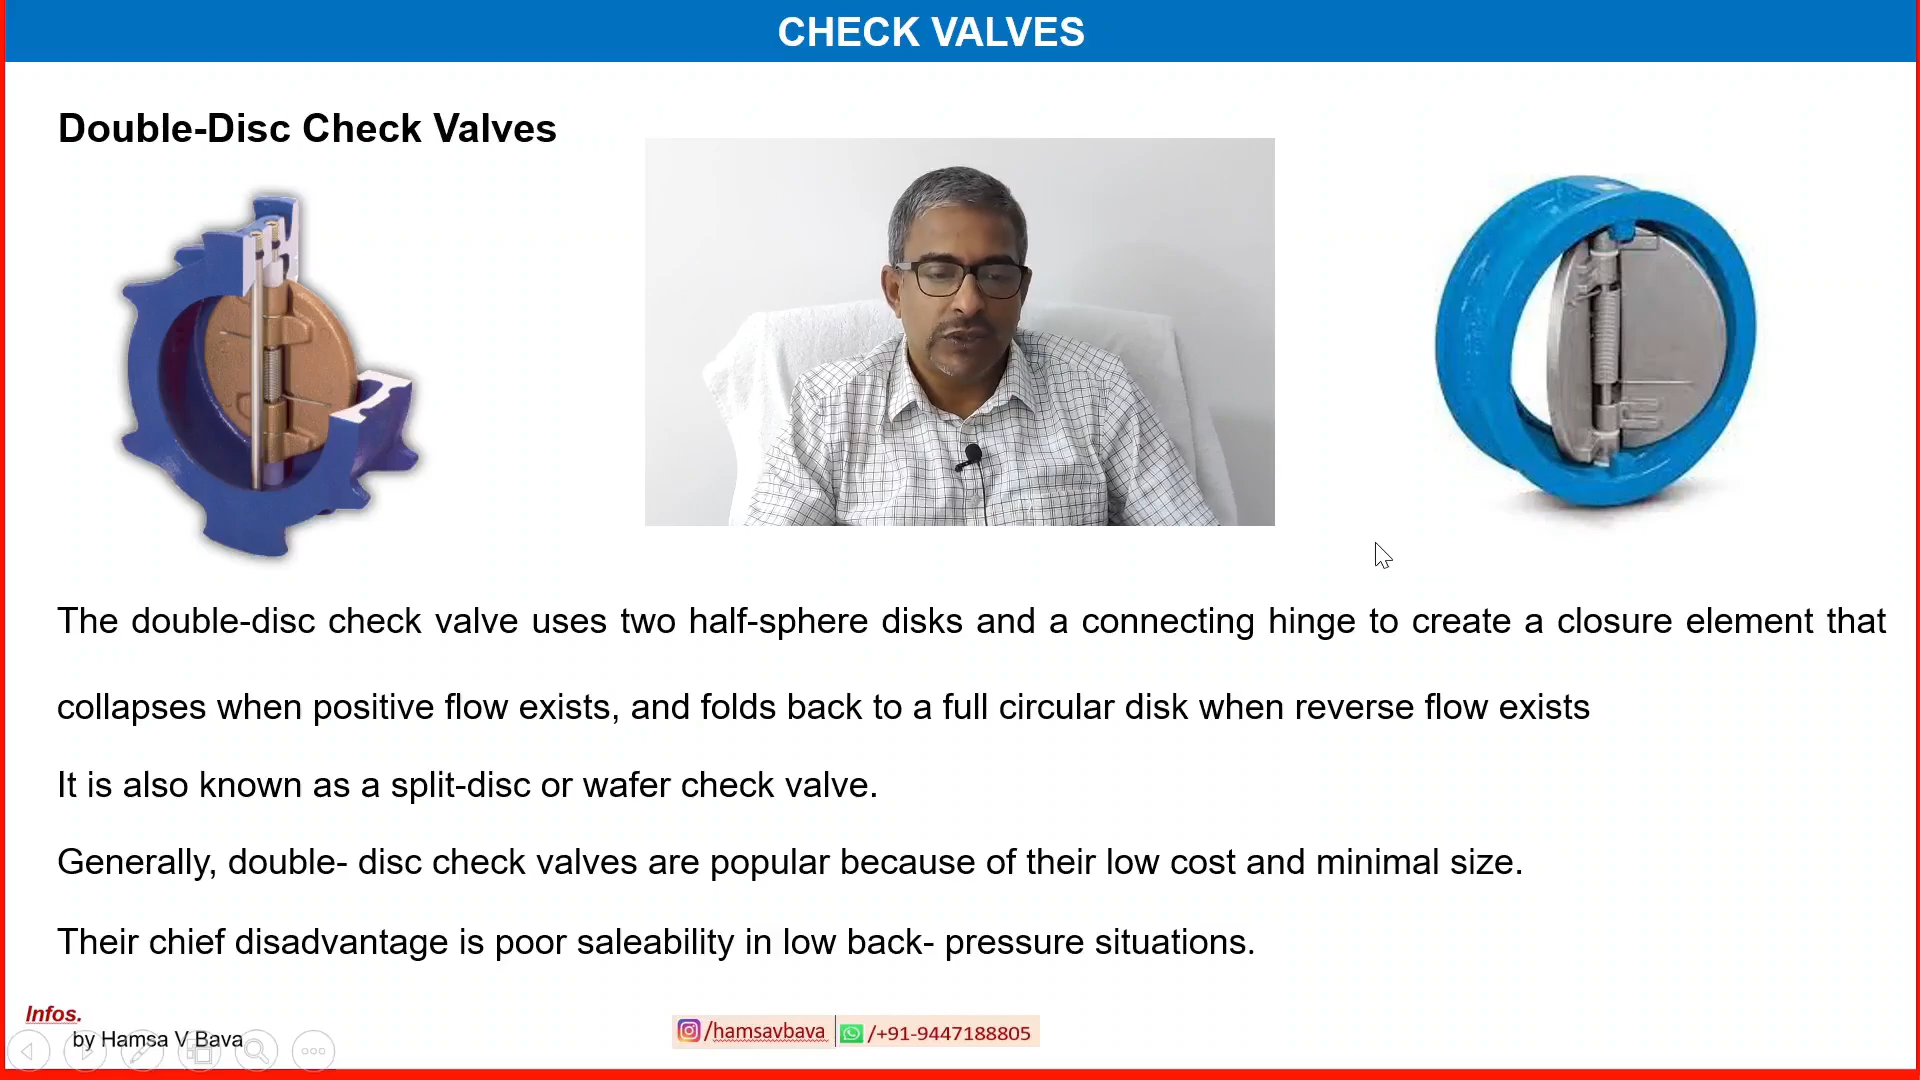 CHECK VALVES
Double-Disc Check Valves
The double-disc check valve uses two half-sphere disks and a connecting hinge to create a closure element that
collapses when positive flow exists, and folds back to a full circular disk when reverse flow exists
It is also known as a split-disc or wafer check valve.
Generally, double- disc check valves are popular because of their low cost and minimal size.
Their chief disadvantage is poor saleability in low back- pressure situations.
Infos.
by Hamsa V Bava
/hamsavbava
/+91-9447188805